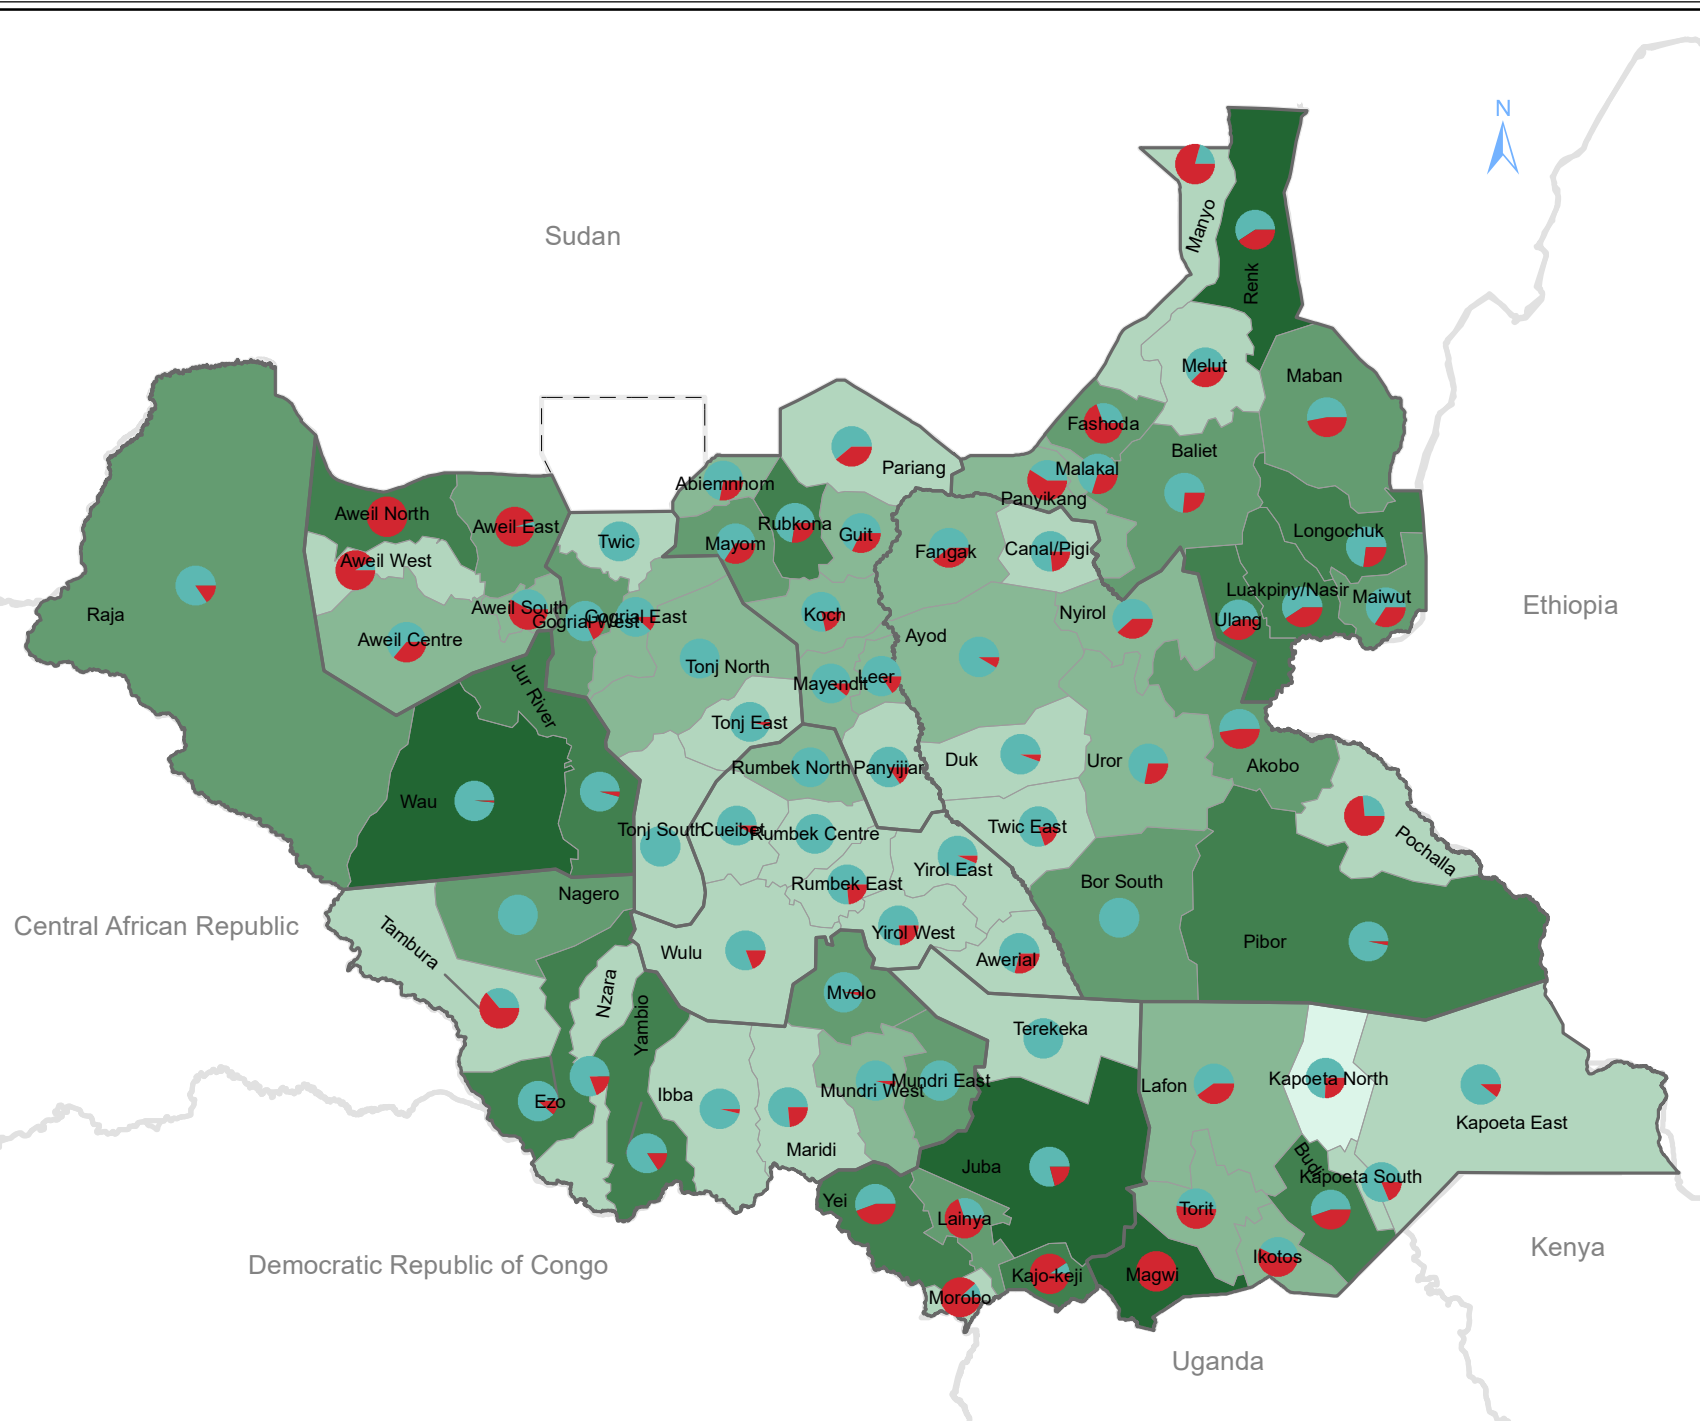 N
Sudan
Manyo
Renk
Melut
Maban
Fashoda
Baliet
Malakal
Pariang
Panyikang
Abiemnhom
Aweil North
Aweil East
Rubkona
Mayom
Guit
Twic
Fangak
Canal/Pigi
Longochuk
Aweil West
Luakpiny/Nasir
Maiwut
Ethiopia
Raja
Aweil South
Gogrial West
Gogrial East
Koch
Nyirol
Ulang
Aweil Centre
Ayod
Tonj North
Jur River
Mayendit
Leer
Tonj East
Duk
Uror
Akobo
Rumbek North
Panyijiar
Wau
Tonj South
Cueibet
Rumbek Centre
Twic East
Pochalla
Yirol East
Rumbek East
Bor South
Nagero
Central African Republic
Tambura
Yirol West
Pibor
Wulu
Awerial
Nzara
Yambio
Mvolo
Terekeka
Ezo
Ibba
Mundri West
Mundri East
Lafon
Kapoeta North
Kapoeta East
Maridi
Juba
Budi
Kapoeta South
Yei
Lainya
Torit
Kenya
Ikotos
Democratic Republic of Congo
Kajo-keji
Magwi
Morobo
Uganda